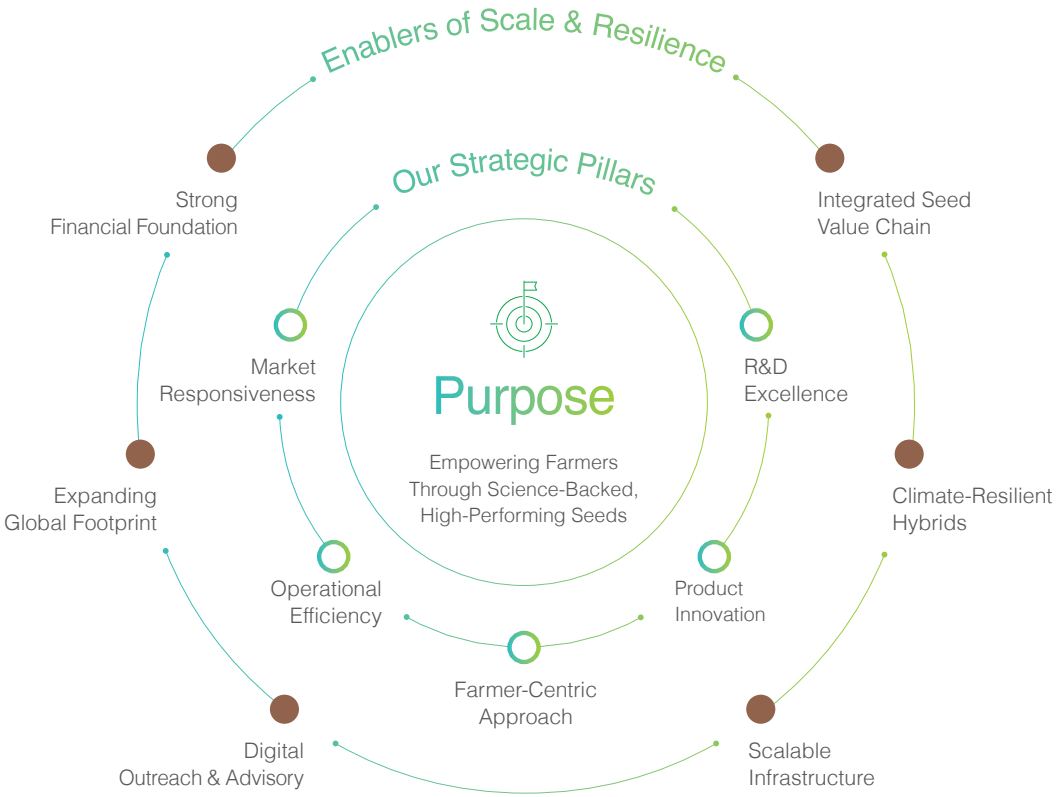 Enablers of Scale & Resilience
Strong
Financial Foundation
Integrated Seed
Value Chain
Our Strategic Pillars
Market
Responsiveness
R&D
Excellence
Purpose
Empowering Farmers
Through Science-Backed,
High-Performing Seeds
Expanding
Global Footprint
Climate-Resilient
Hybrids
Operational
Efficiency
Product
Innovation
Farmer-Centric
Approach
Digital
Outreach & Advisory
Scalable
Infrastructure